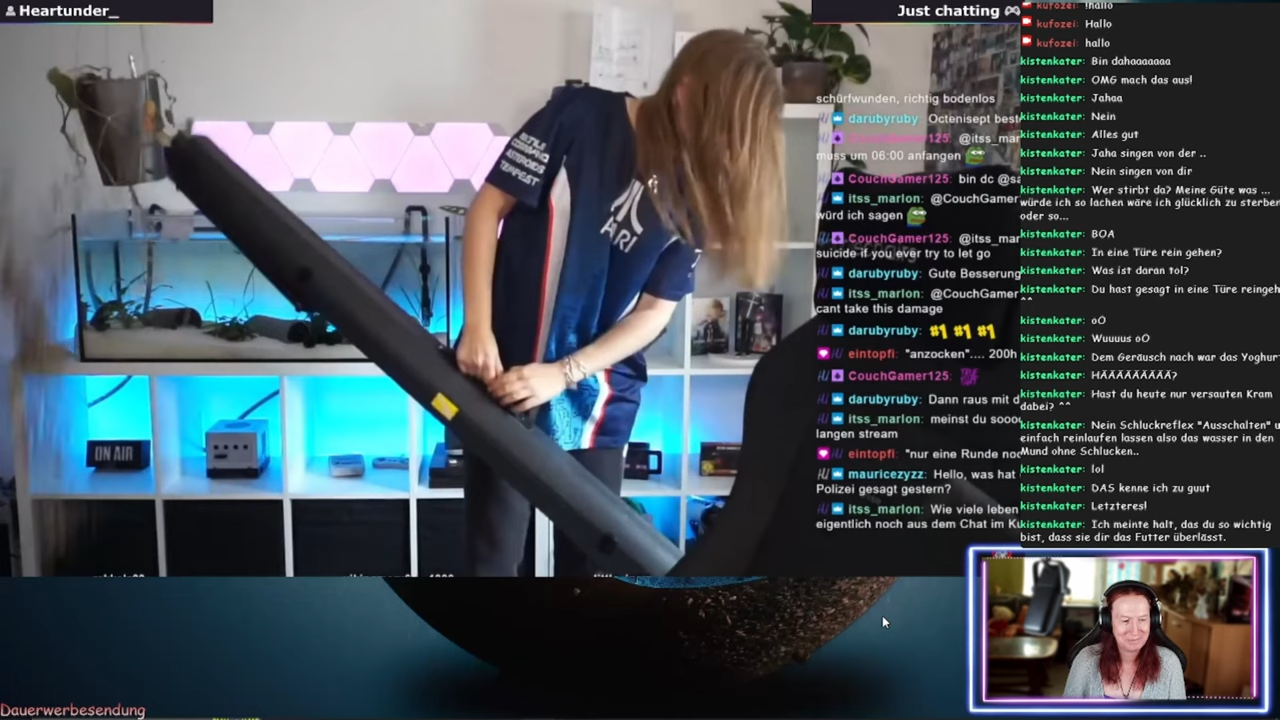 Heartunder_
Just chatting
BATTLE
ASTEROIDS
TEMPEST
ATARI
ON AIR
schürfwunden, richtig bodenlos
darubyruby: Octenisept
CouchGamer125:
muss um 06:00 anfangen
CouchGamer125: bin dc
itss_marlon: @CouchGamer
würd ich sagen
CouchGamer125:
suicide if you ever try to let go
darubyruby: Gute Besserung
itss_marlon: @CouchGamer
cant take this damage
darubyruby: #1 #1 #1
eintopfi: "anzocken".... 200h
CouchGamer125:
darubyruby: Dann raus mit
itss_marlon: meinst du
langen stream
eintopfi: "nur eine Runde
mauricezyzz: Hello, was hat
Polizei gesagt gestern?
itss_marlon: Wie viele leben
eigentlich noch aus dem Chat im
kufozei: !hallo
kufozei: Hallo
kufozei: hallo
kistenkater: Bin dahaaaaaaa
kistenkater: OMG mach das aus!
kistenkater: Jahaa
kistenkater: Nein
kistenkater: Alles gut
kistenkater: Jaha singen von der ..
kistenkater: Nein singen von dir
kistenkater: Wer stirbt da? Meine Güte was ...
würde ich so lachen wäre ich glücklich zu sterben
oder so...
kistenkater: BOA
kistenkater: In eine Türe rein gehen?
kistenkater: Was ist daran tol?
kistenkater: Du hast gesagt in eine Türe
^^
kistenkater: oO
kistenkater: Wuuuus oO
kistenkater: Dem Geräusch nach war das
kistenkater: HÄÄÄÄÄÄÄÄÄ?
kistenkater: Hast du heute nur versauten Kram
dabei? ^^
kistenkater: Nein Schluckreflex "Ausschalten"
einfach reinlaufen lassen also das wasser in den
Mund ohne Schlucken..
kistenkater: lol
kistenkater: DAS kenne ich zu guut
kistenkater: Letzteres!
kistenkater: Ich meinte halt, das du so wichtig
bist, dass sie dir das Futter überlässt.
Dauerwerbesendung